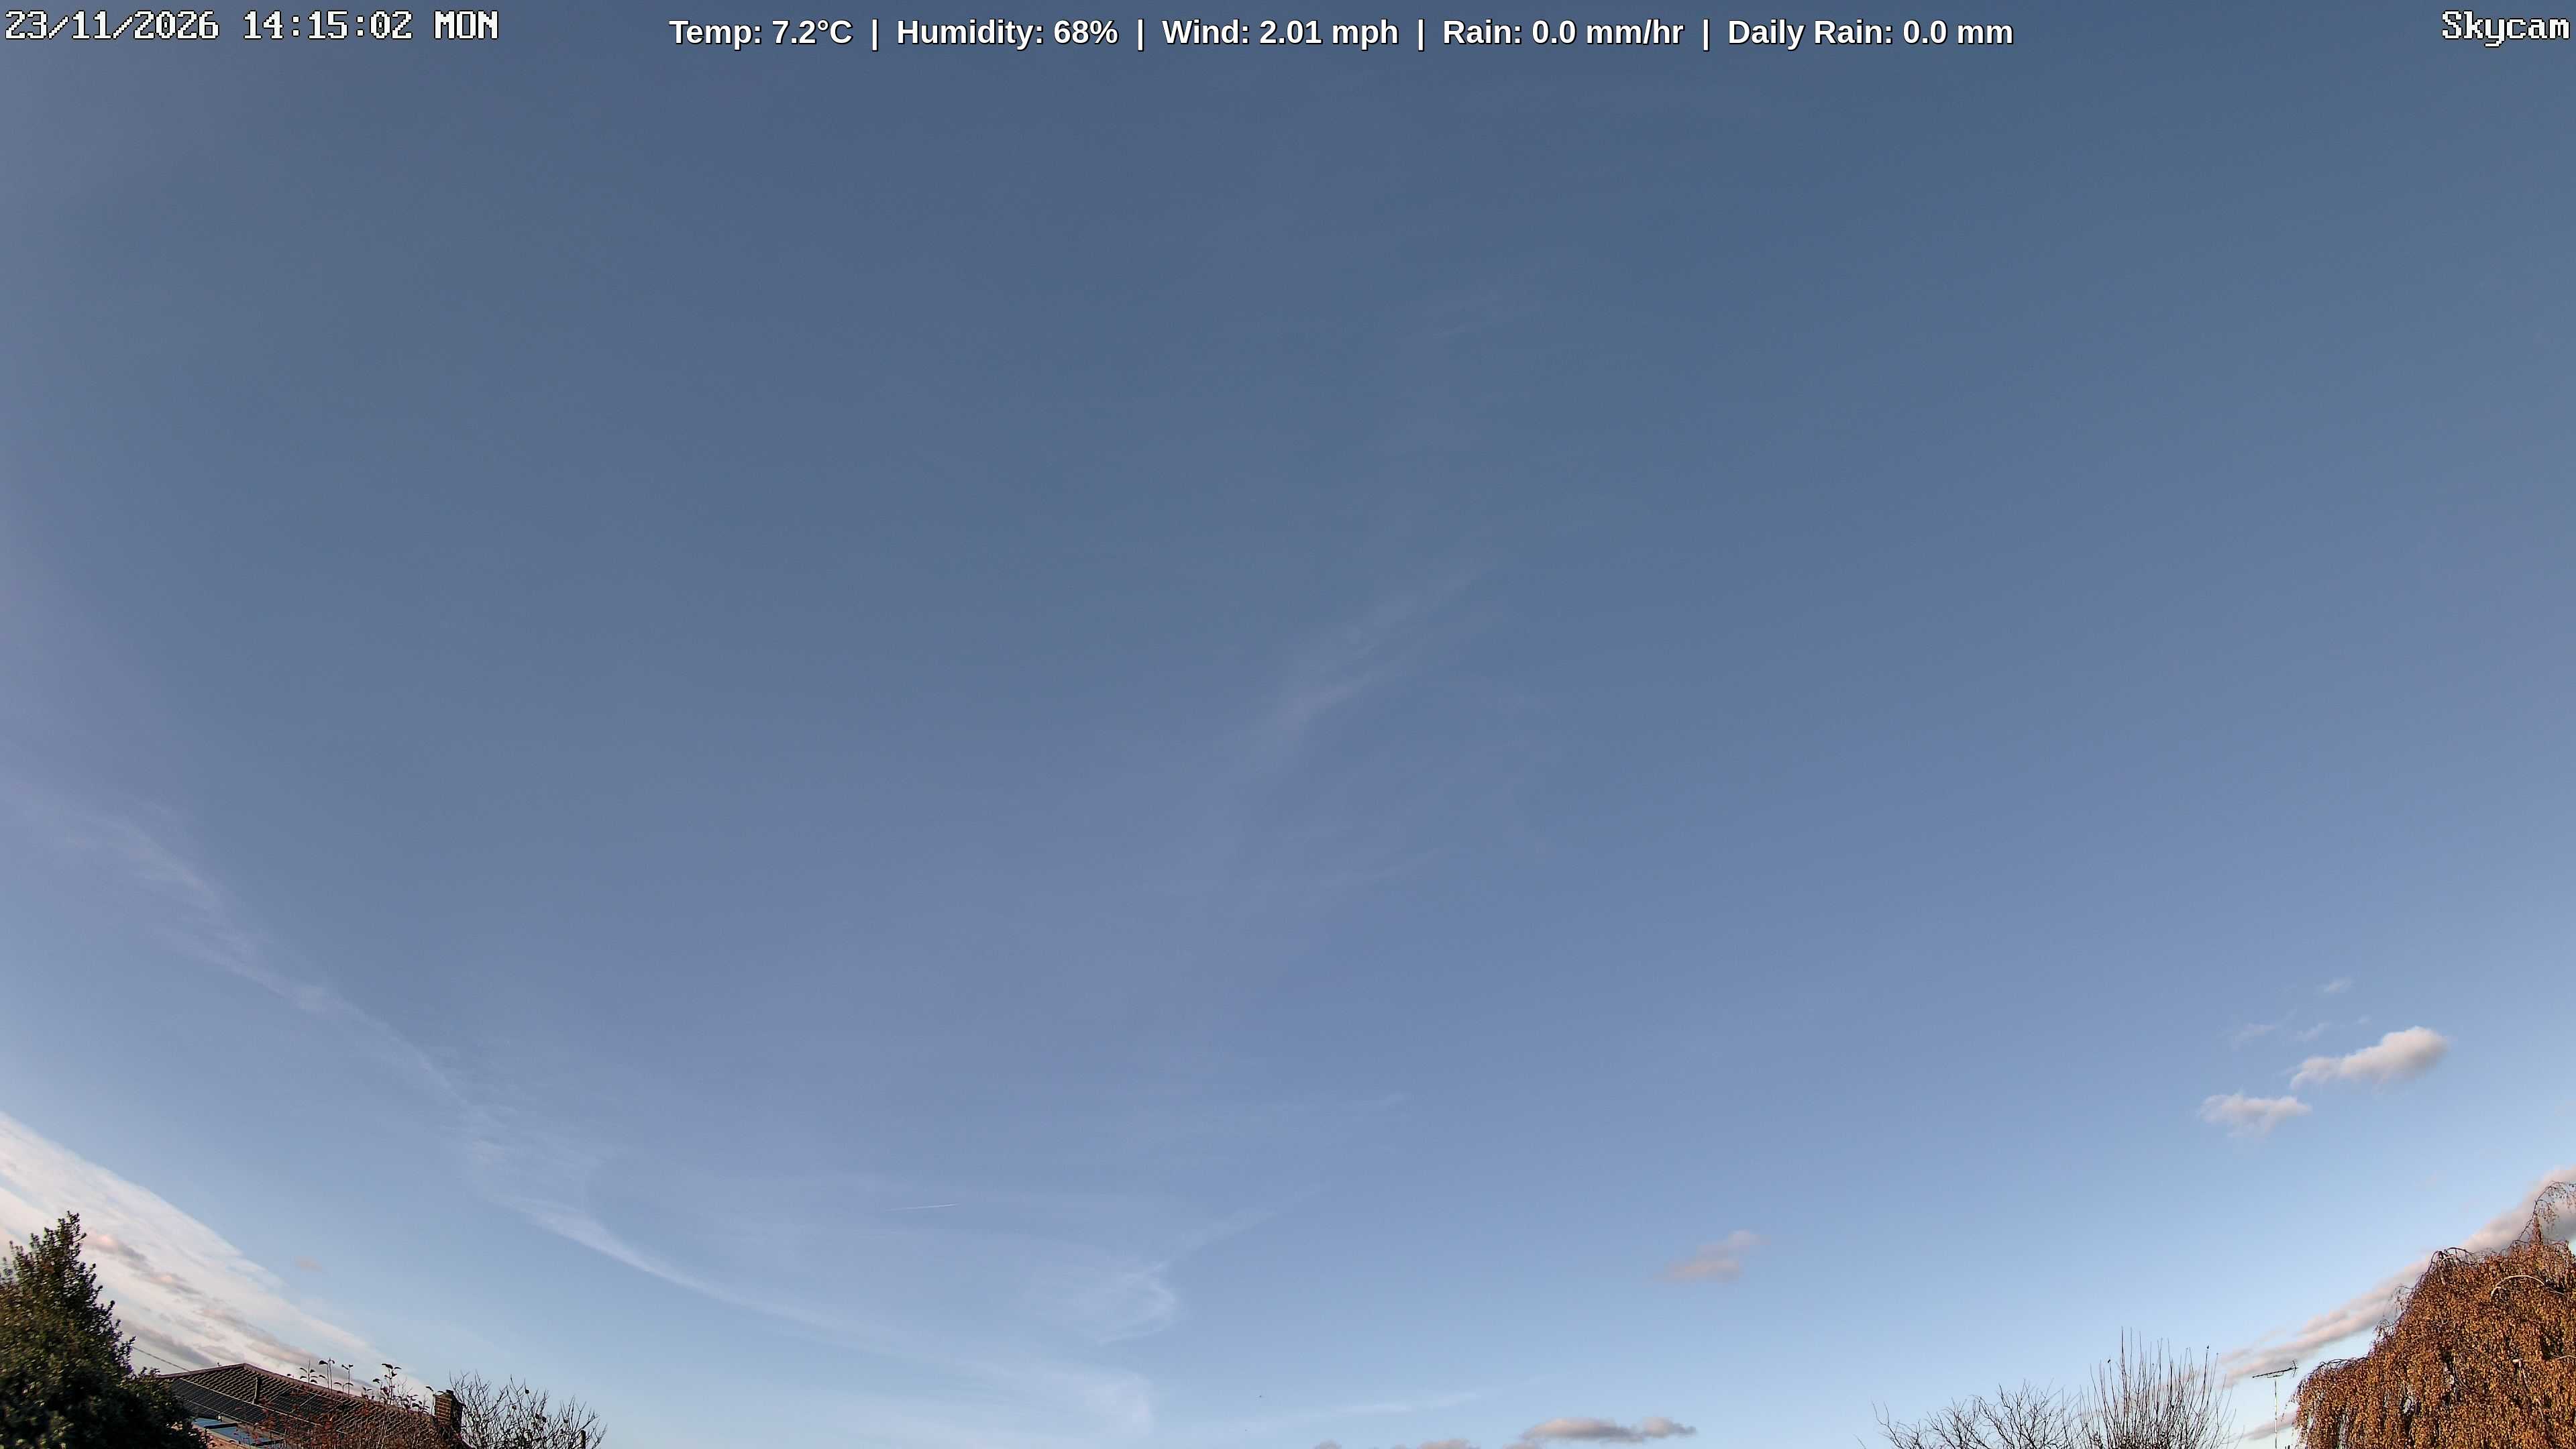 23/11/2026 14:15:02 MON
Temp: 7.2°C | Humidity: 68% | Wind: 2.01 mph | Rain: 0.0 mm/hr | Daily Rain: 0.0 mm
Skycam